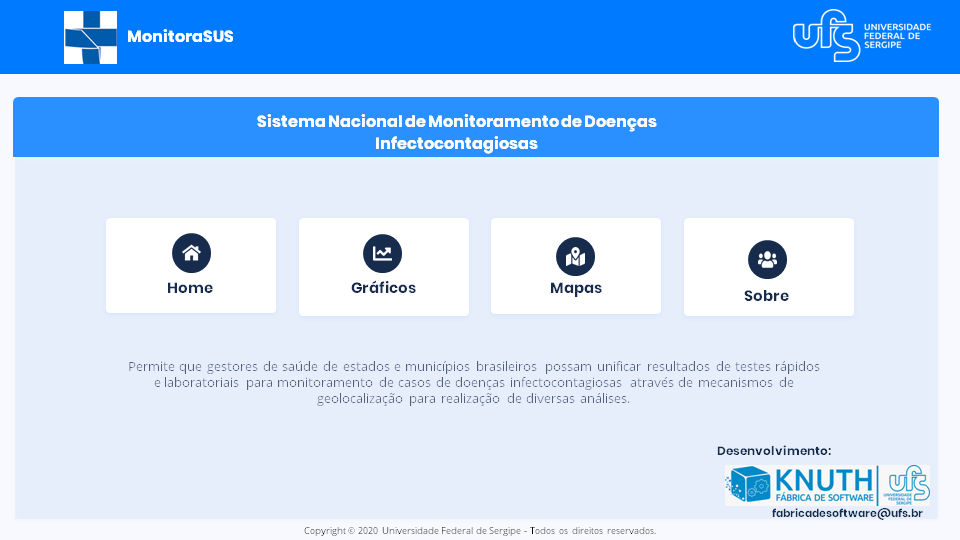 MonitoraSUS
ufs UNIVERSIDADE
FEDERAL DE
SERGIPE
Sistema Nacional de Monitoramento de Doenças
Infectocontagiosas
Home
Gráficos
Mapas
Sobre
Permite que gestores de saúde de estados e municípios brasileiros possam unificar resultados de testes rápidos
e laboratoriais para monitoramento de casos de doenças infectocontagiosas através de mecanismos de
geolocalização para realização de diversas análises.
Desenvolvimento:
KNUTH
FÁBRICA DE SOFTWARE
ufs
UNIVERSIDADE
FEDERAL DE
SERGIPE
fabricadesoftware@ufs.br
Copyright © 2020 Universidade Federal de Sergipe - Todos os direitos reservados.